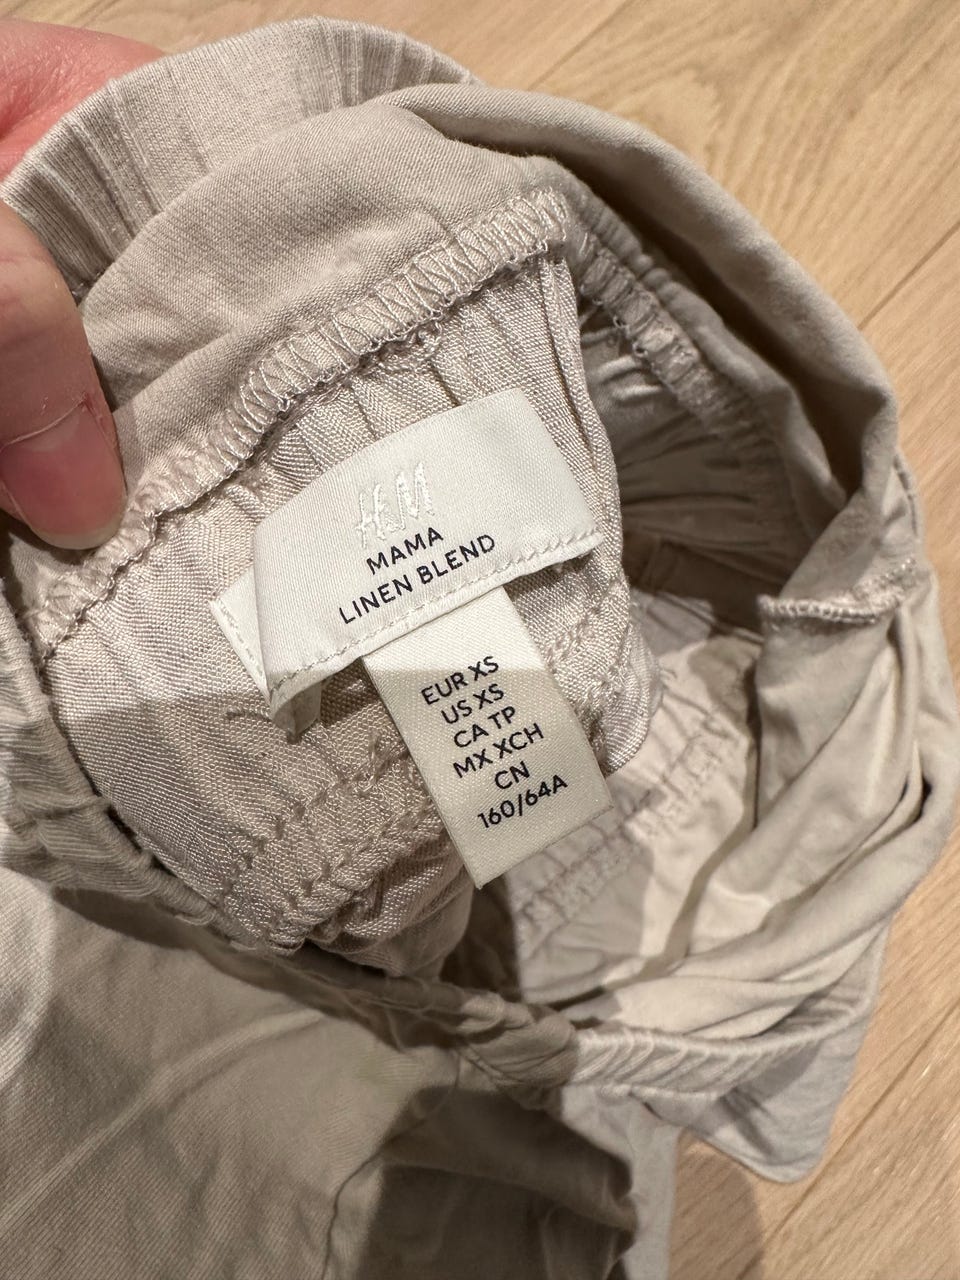 H&M
MAMA
LINEN BLEND
EUR XS
US XS
CA TP
MX XCH
CN
160/64A